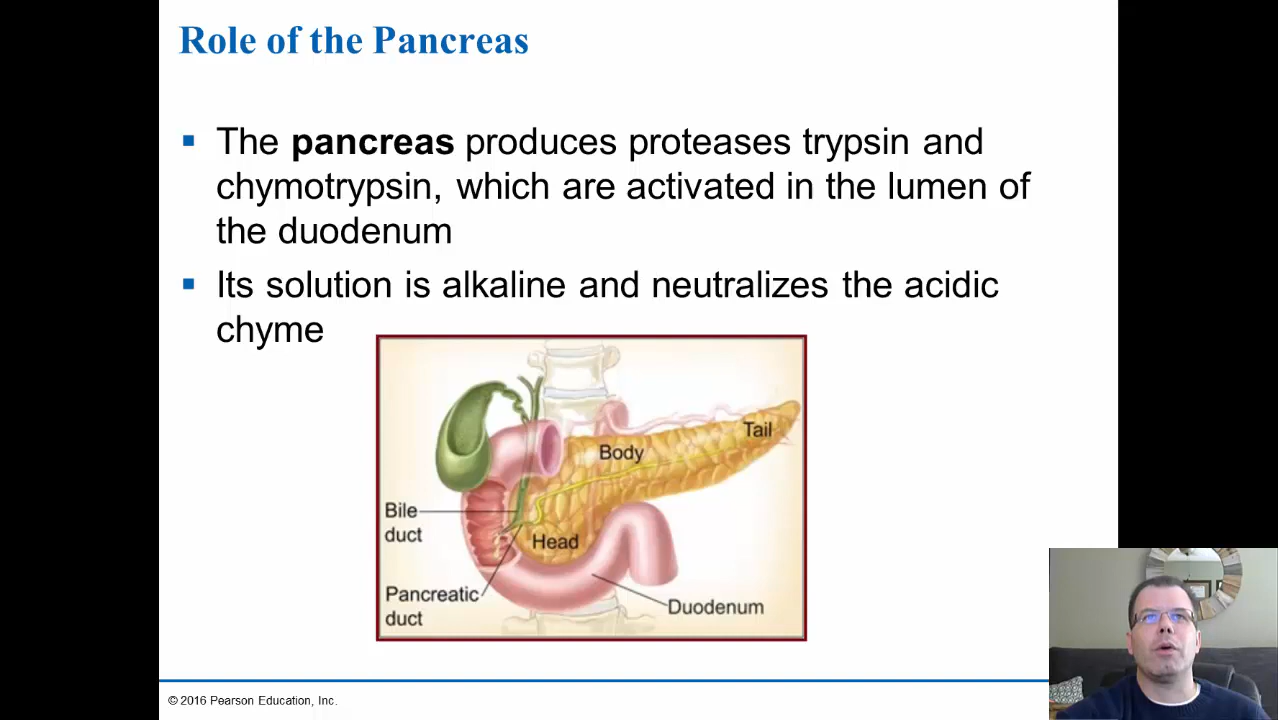 Role of the Pancreas
▪ The pancreas produces proteases trypsin and
chymotrypsin, which are activated in the lumen of
the duodenum
▪ Its solution is alkaline and neutralizes the acidic
chyme
Tail
Body
Bile
duct
Head
Pancreatic
duct
Duodenum
© 2016 Pearson Education, Inc.